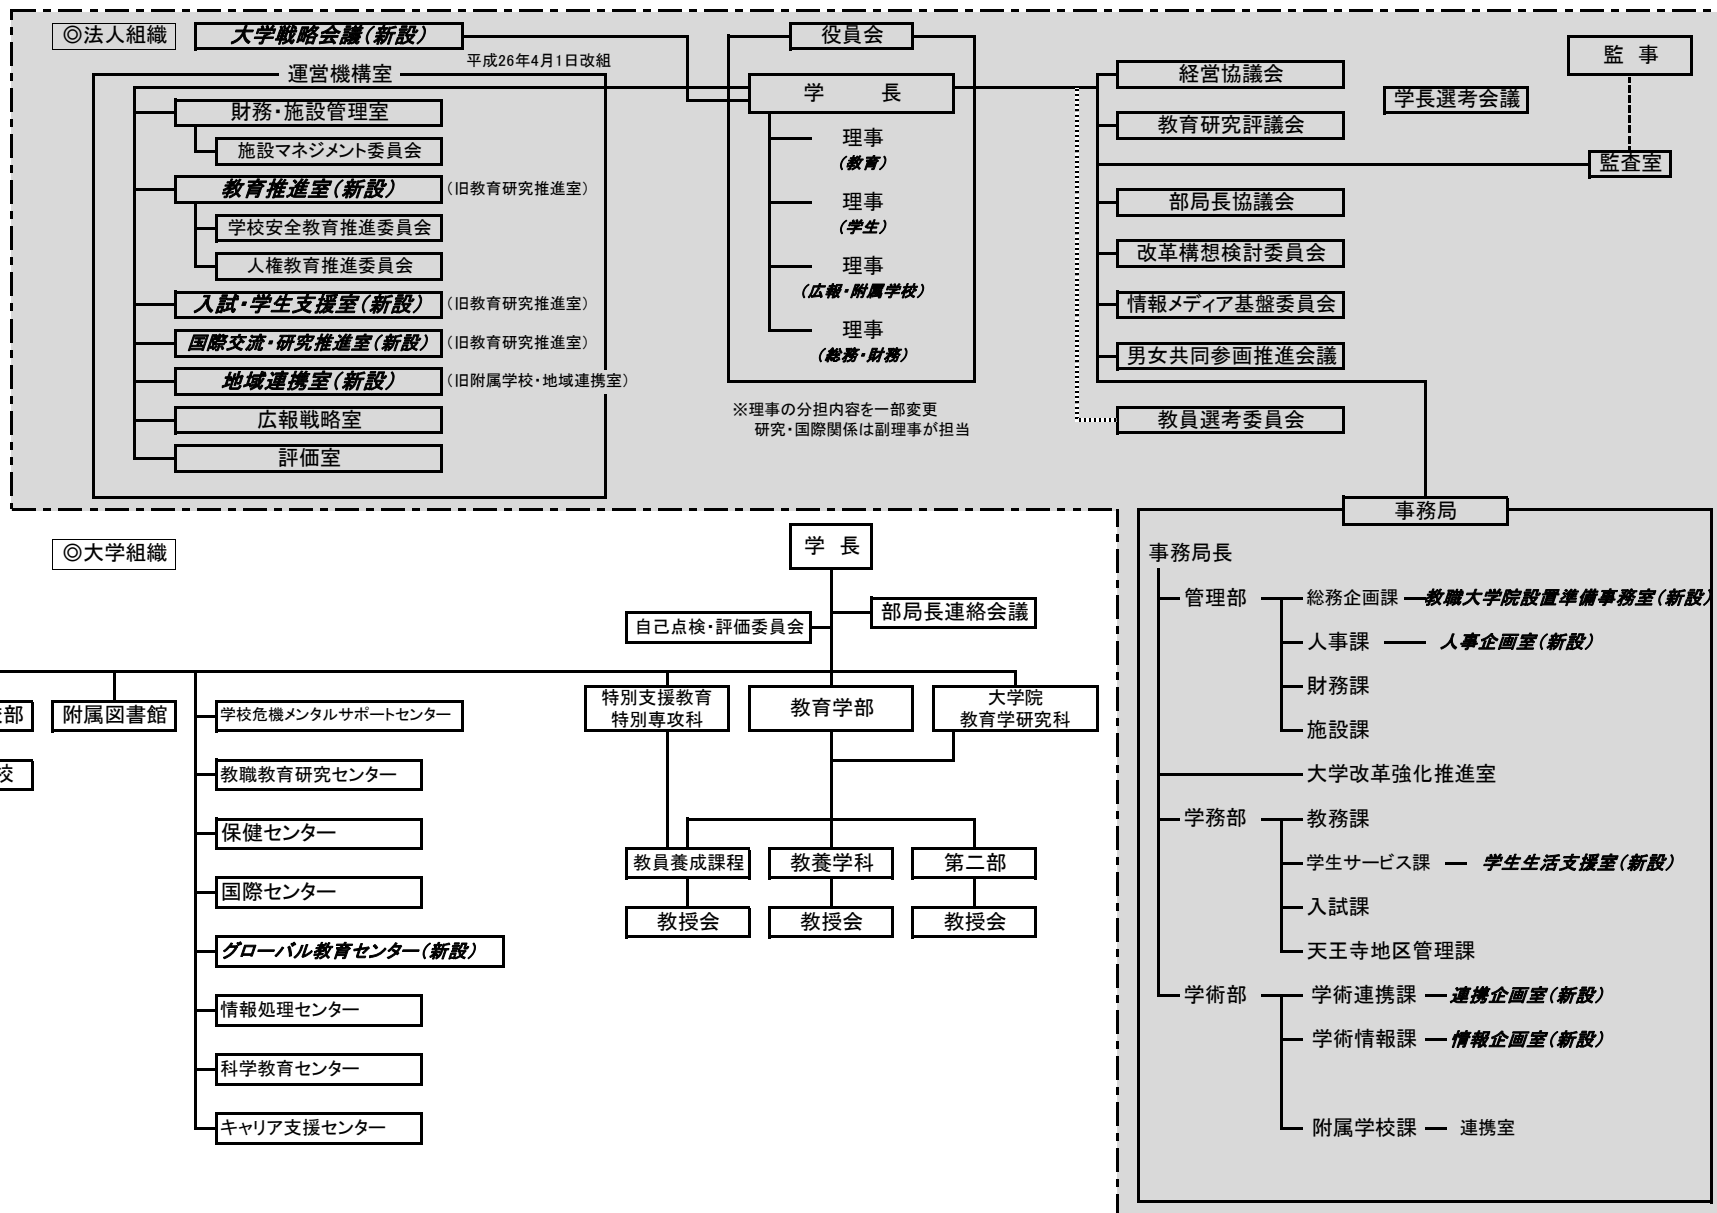 ◎法人組織
大学戦略会議(新設)
平成26年4月1日改組
役員会
監 事
運営機構室
学 長
経営協議会
学長選考会議
財務・施設管理室
施設マネジメント委員会
教育推進室(新設)
(旧教育研究推進室)
学校安全教育推進委員会
人権教育推進委員会
入試・学生支援室(新設)
(旧教育研究推進室)
国際交流・研究推進室(新設)
(旧教育研究推進室)
地域連携室(新設)
(旧附属学校・地域連携室)
広報戦略室
評価室
理事
(教育)
理事
(学生)
理事
(広報・附属学校)
理事
(総務・財務)
※理事の分担内容を一部変更
研究・国際関係は副理事が担当
教育研究評議会
監査室
部局長協議会
改革構想検討委員会
情報メディア基盤委員会
男女共同参画推進会議
教員選考委員会
事務局
事務局長
管理部
総務企画課
教職大学院設置準備事務室(新設)
人事課
人事企画室(新設)
財務課
施設課
大学改革強化推進室
学務部
教務課
学生サービス課
学生生活支援室(新設)
入試課
天王寺地区管理課
学術部
学術連携課
連携企画室(新設)
学術情報課
情報企画室(新設)
附属学校課
連携室
◎大学組織
学 長
部局長連絡会議
自己点検・評価委員会
部
附属図書館
校
学校危機メンタルサポートセンター
教職教育研究センター
保健センター
国際センター
グローバル教育センター(新設)
情報処理センター
科学教育センター
キャリア支援センター
特別支援教育
特別専攻科
教育学部
大学院
教育学研究科
教員養成課程
教養学科
第二部
教授会
教授会
教授会